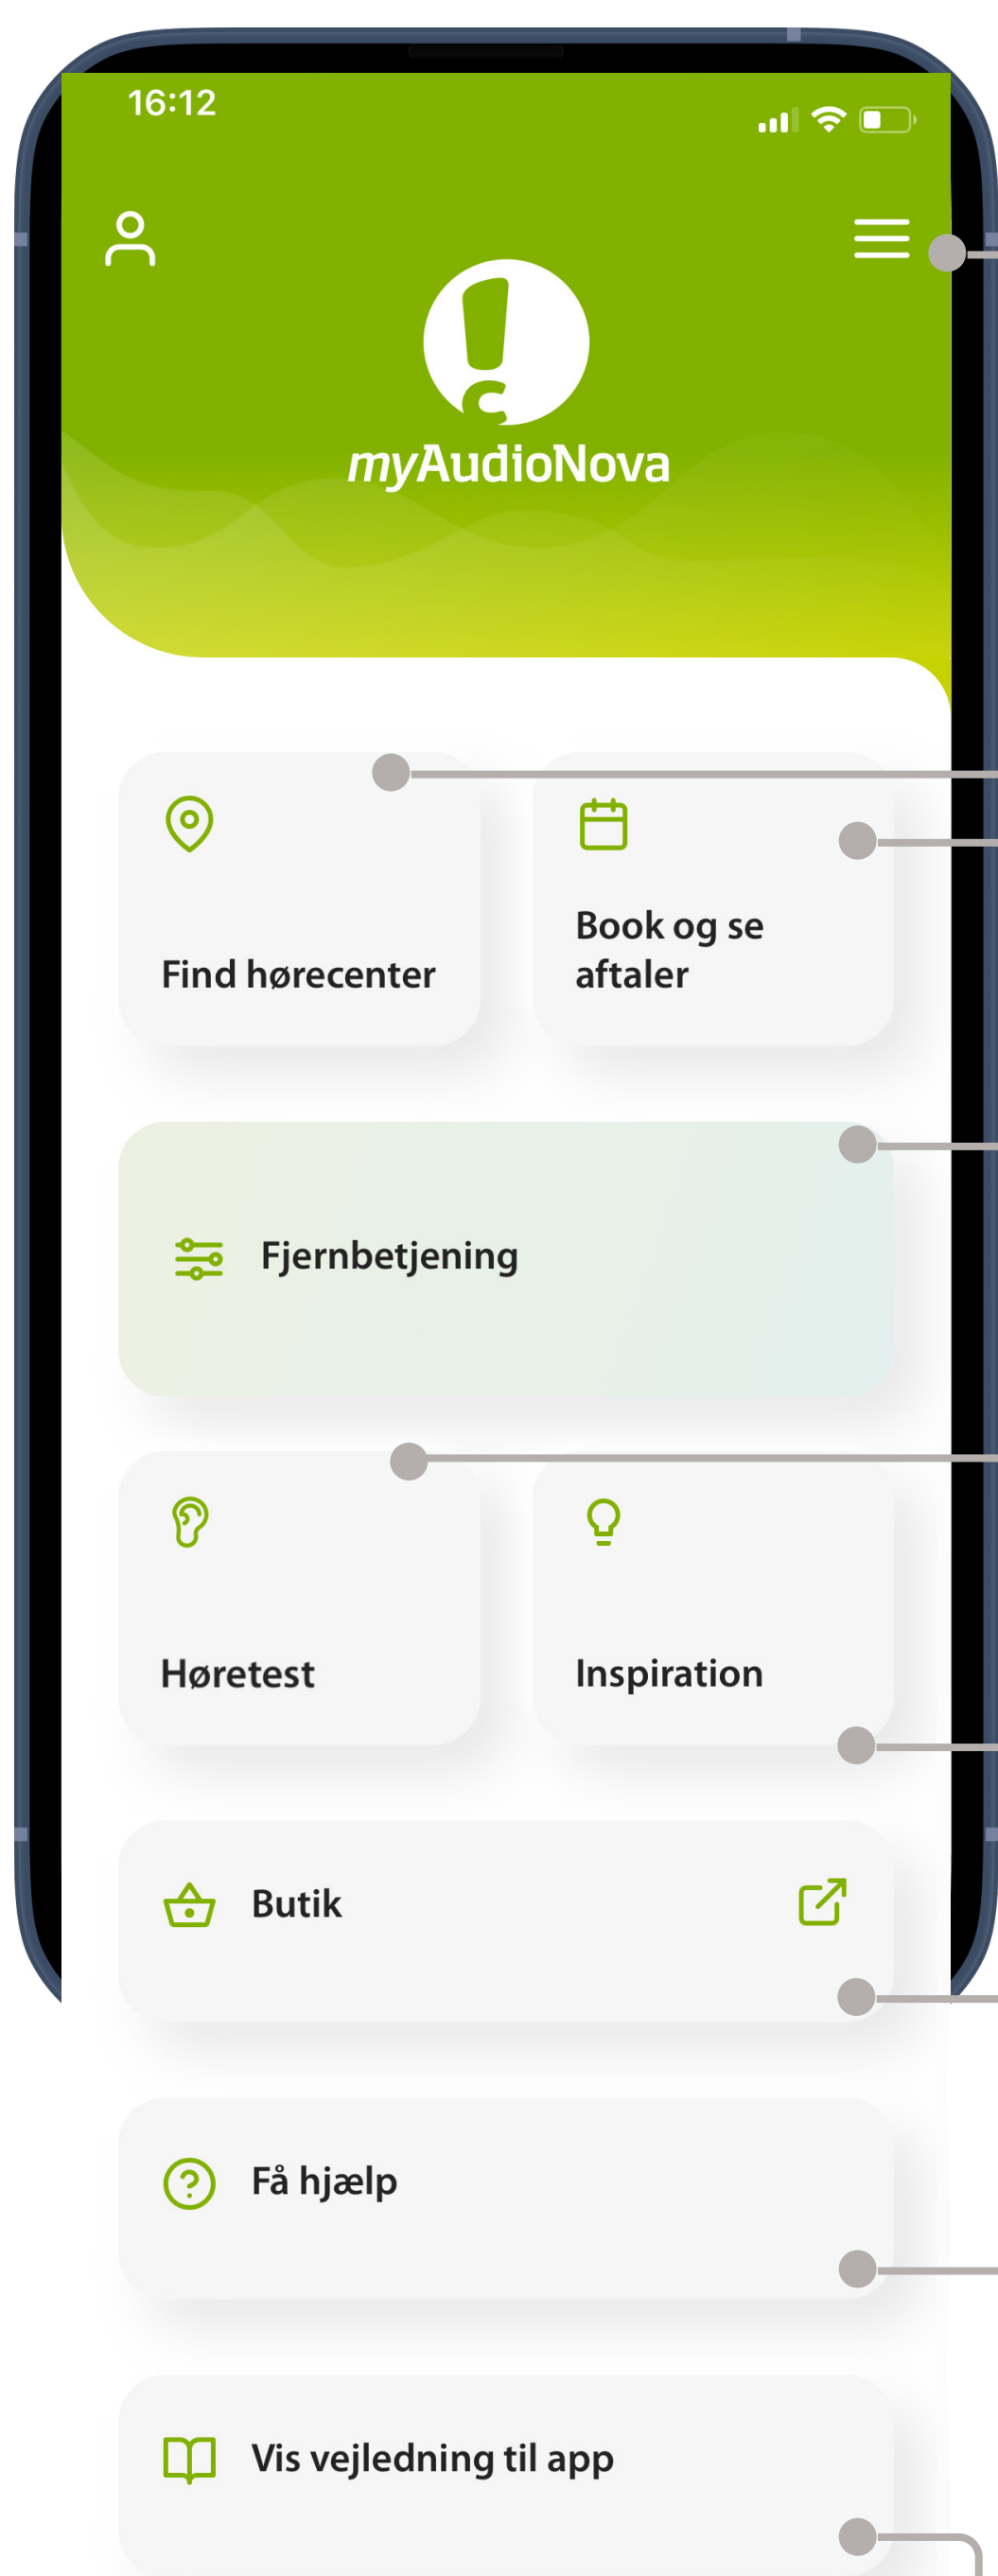 16:12
myAudioNova
Find hørecenter
Book og se
aftaler
Fjernbetjening
Høretest
Inspiration
Butik
Få hjælp
Vis vejledning til app